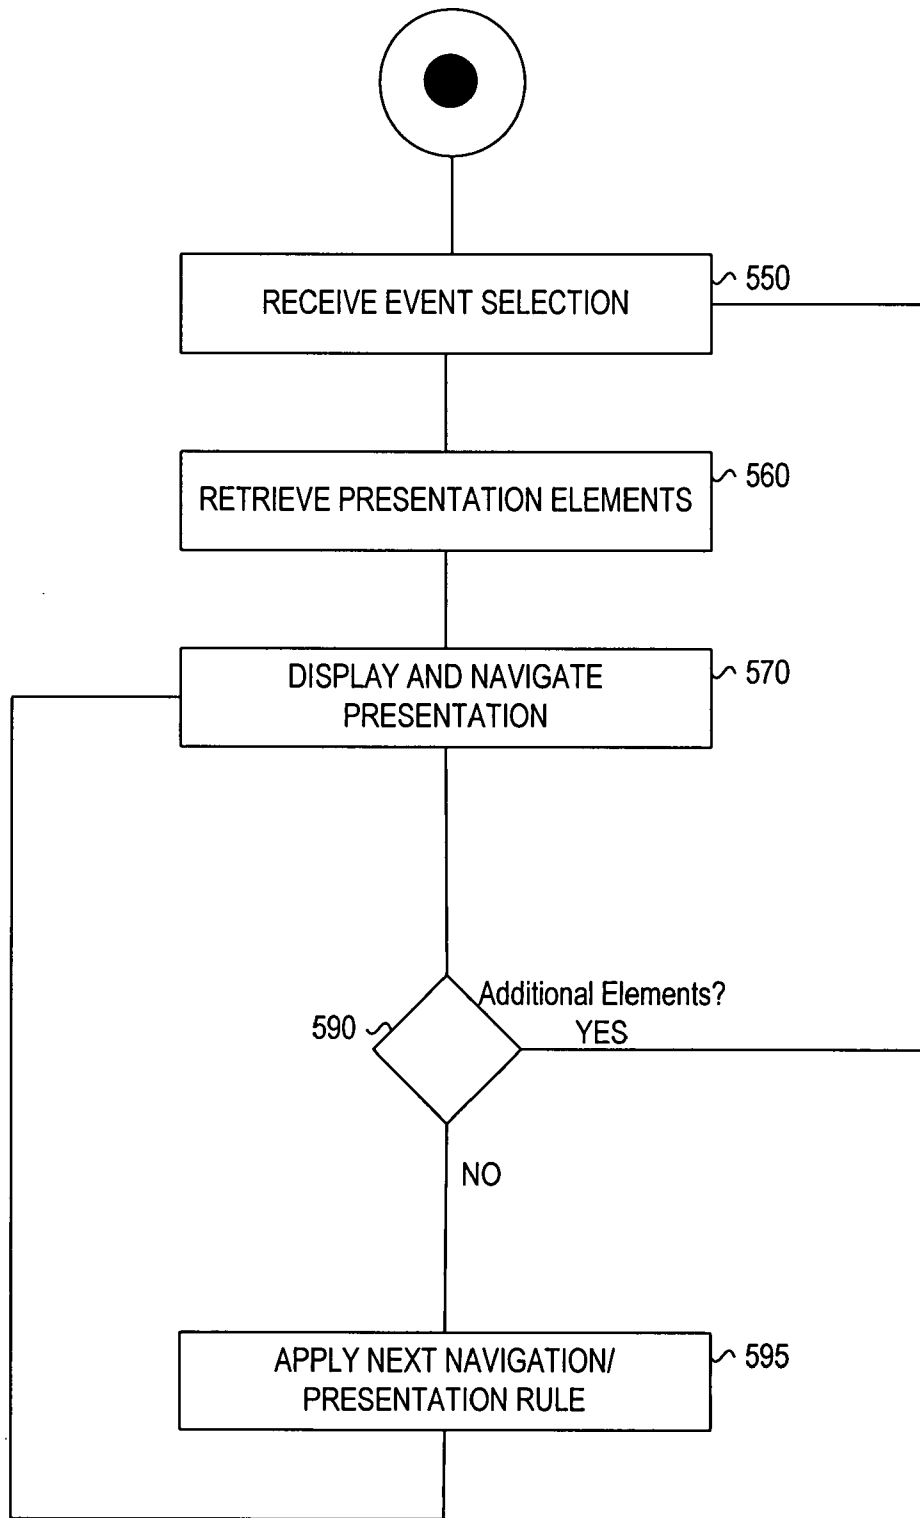 RECEIVE EVENT SELECTION
550
RETRIEVE PRESENTATION ELEMENTS
560
DISPLAY AND NAVIGATE
PRESENTATION
570
Additional Elements?
590
YES
NO
APPLY NEXT NAVIGATION/
PRESENTATION RULE
595